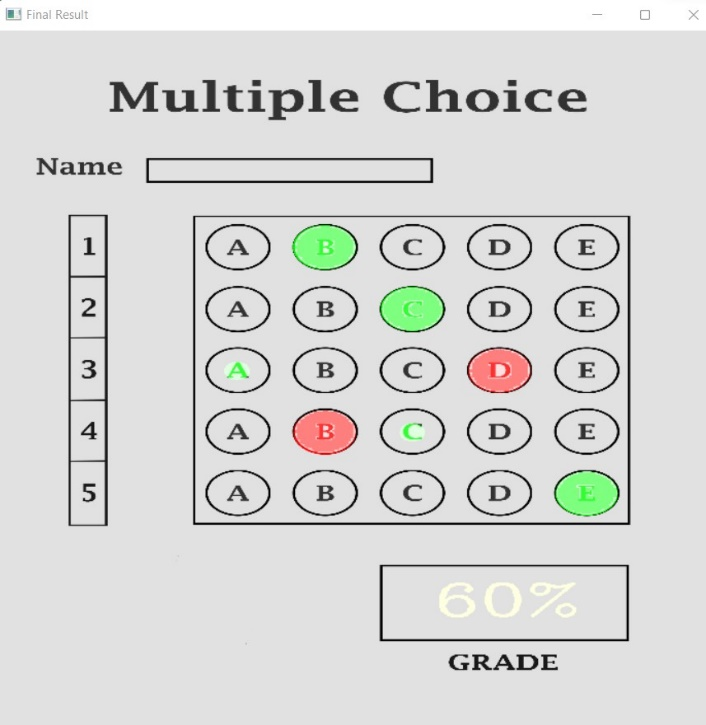 Final Result
Multiple Choice
Name
1 A B C D E
2 A B C D E
3 A B C D E
4 A B C D E
5 A B C D E
60%
GRADE